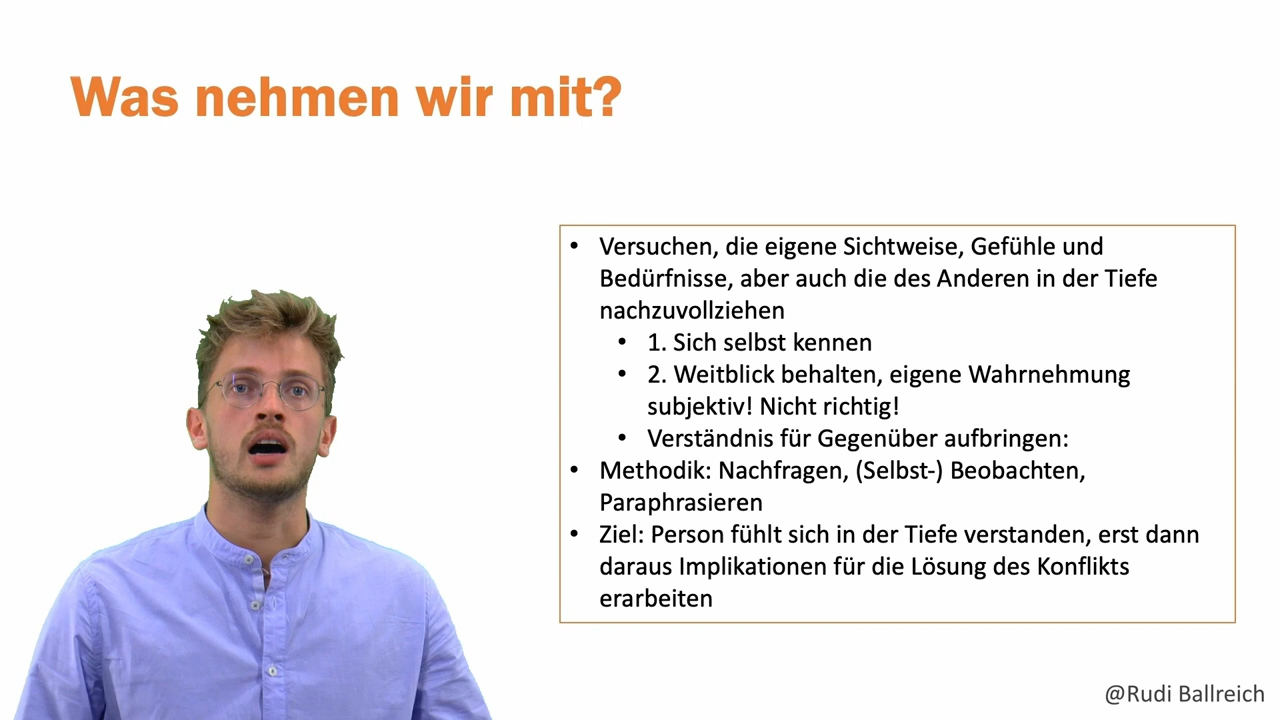 Was nehmen wir mit?
• Versuchen, die eigene Sichtweise, Gefühle und
Bedürfnisse, aber auch die des Anderen in der Tiefe
nachzuvollziehen
• 1. Sich selbst kennen
• 2. Weitblick behalten, eigene Wahrnehmung
subjektiv! Nicht richtig!
• Verständnis für Gegenüber aufbringen:
• Methodik: Nachfragen, (Selbst-) Beobachten,
Paraphrasieren
• Ziel: Person fühlt sich in der Tiefe verstanden, erst dann
daraus Implikationen für die Lösung des Konflikts
erarbeiten
@Rudi Ballreich